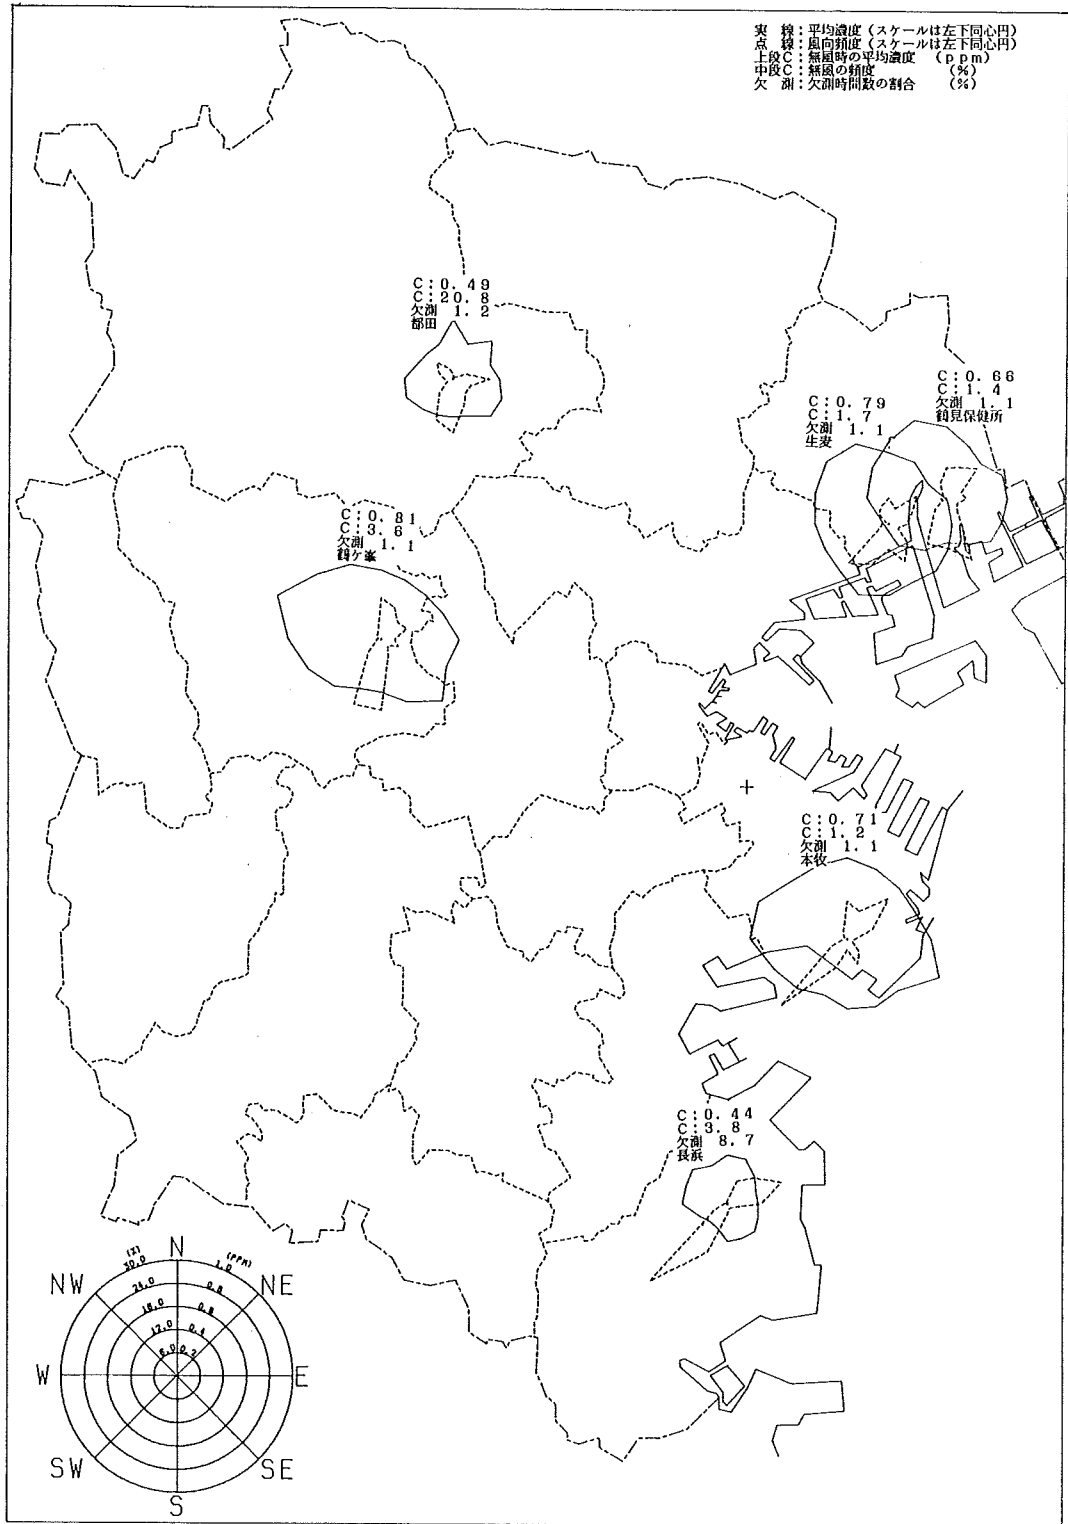 実　線：平均濃度（スケールは左下同心円）
点　線：風向頻度（スケールは左下同心円）
上段C：無風時の平均濃度　（ppm）
中段C：無風の頻度　（%）
欠　測：欠測時間数の割合　（%）
C：0.49
C：20.8
欠測　1.2
都田
C：0.66
C：1.4
欠測　1.1
鶴見保健所
C：0.79
C：1.7
欠測　1.1
生麦
C：0.81
C：3.6
欠測　1.1
鶴ケ峯
C：0.71
C：1.2
欠測　1.1
本牧
C：0.44
C：3.8
欠測　8.7
長浜
(%) (PPM)
30.0 N 1.0
NW 24.0 0.8 NE
18.0
12.0 0.4
6.0 0.2
W E
SW SE
S